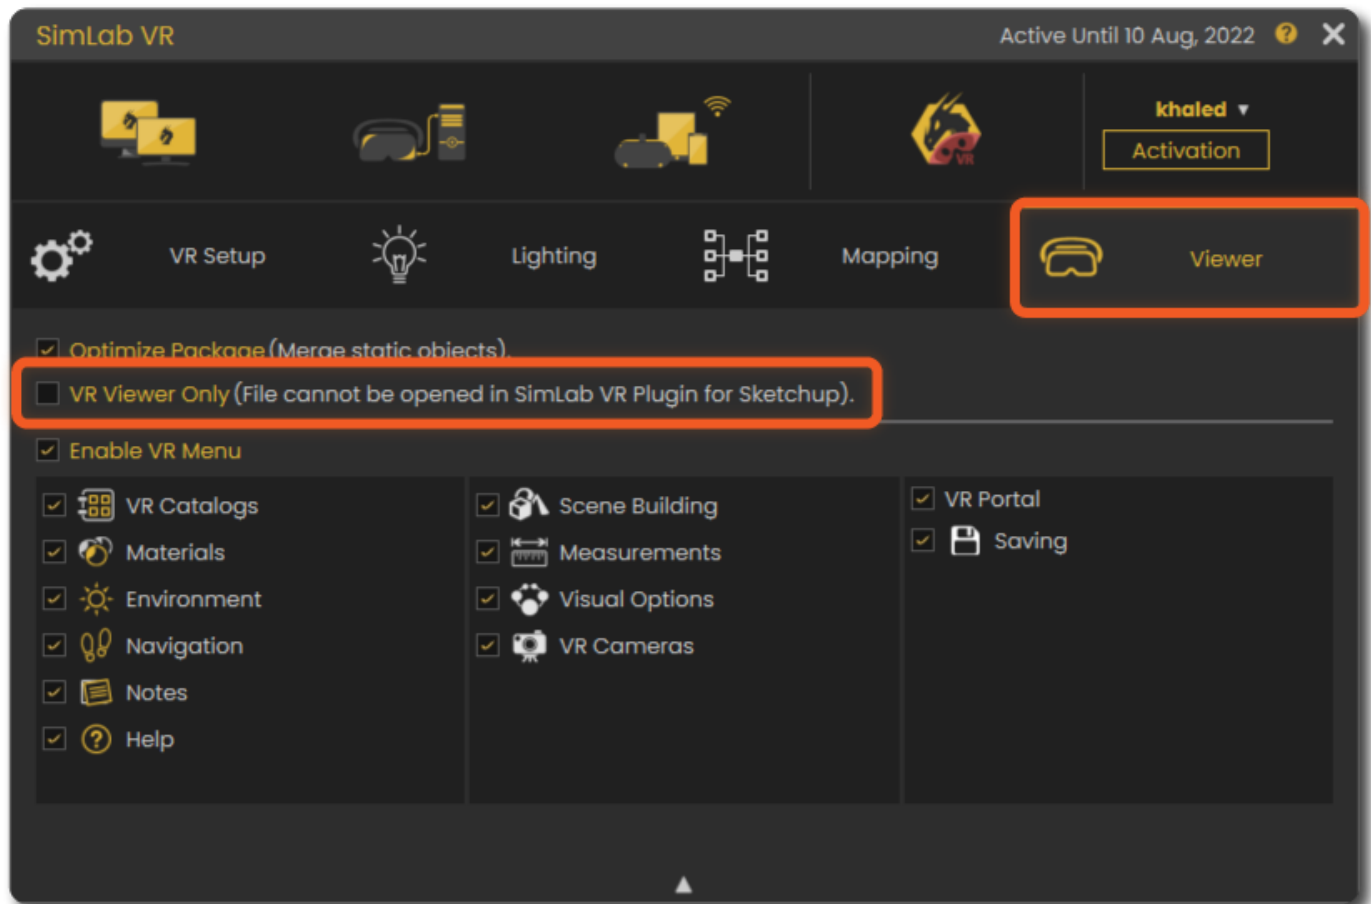 SimLab VR
Active Until 10 Aug, 2022 ?
VR
khaled
Activation
VR Setup
Lighting
Mapping
Viewer
Optimize Package (Merge static objects).
VR Viewer Only (File cannot be opened in SimLab VR Plugin for Sketchup).
Enable VR Menu
VR Catalogs
Materials
Environment
Navigation
Notes
? Help
Scene Building
Measurements
Visual Options
VR Cameras
VR Portal
Saving